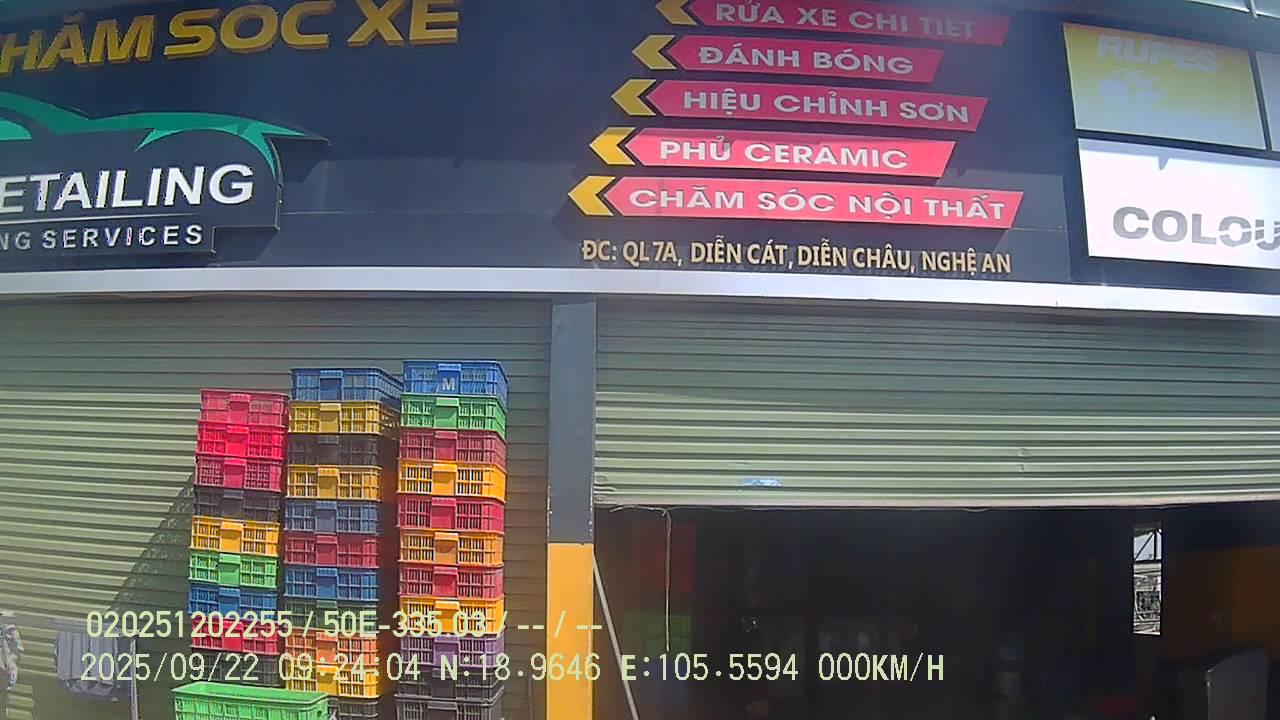 HĂM SÓC XE
ETAILING
NG SERVICES
RỬA XE CHI TIẾT
ĐÁNH BÓNG
HIỆU CHỈNH SƠN
PHỦ CERAMIC
CHĂM SÓC NỘI THẤT
ĐC: QL 7A, DIỄN CÁT, DIỄN CHÂU, NGHỆ AN
RUPES
COLOU
M
020251202255 / 50E-335.03 / -- / --
2025/09/22 09:24:04 N:18.9646 E:105.5594 000KM/H